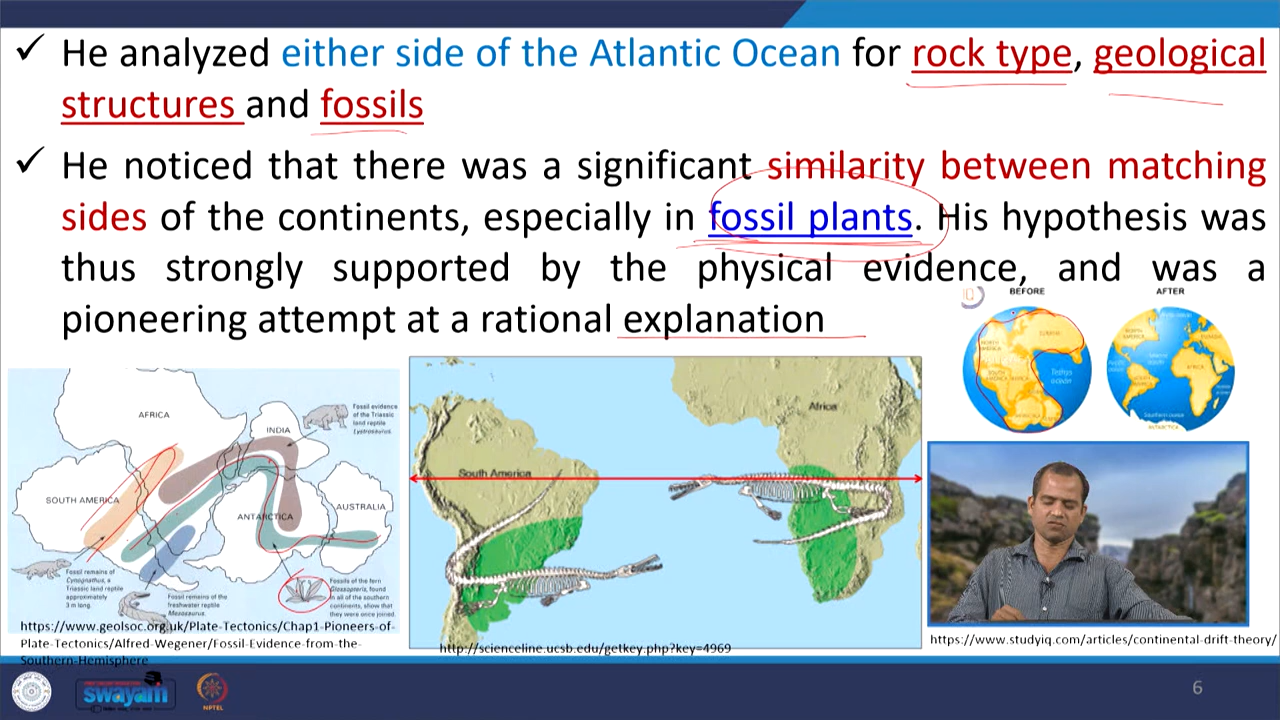 ✓ He analyzed either side of the Atlantic Ocean for rock type, geological
structures and fossils
✓ He noticed that there was a significant similarity between matching
sides of the continents, especially in fossil plants. His hypothesis was
thus strongly supported by the physical evidence, and was a
pioneering attempt at a rational explanation
AFRICA
INDIA
SOUTH AMERICA
ANTARCTICA
AUSTRALIA
Fossil evidence
of the Triassic
land reptile
Lystrosaurus.
Fossil remains of
Cynognathus, a
Triassic land reptile
approximately
3 m long.
Fossil remains of the
freshwater reptile
Mesosaurus.
Fossils of the fern
Glossopteris, found
in all of the southern
continents, show that
they were once joined.
https://www.geolsoc.org.uk/Plate-Tectonics/Chap1-Pioneers-of-
Plate-Tectonics/Alfred-Wegener/Fossil-Evidence-from-the-
Southern-Hemisphere
South America
Africa
http://scienceline.ucsb.edu/getkey.php?key=4969
BEFORE
AFTER
Tethys
ocean
AFRICA
https://www.studyiq.com/articles/continental-drift-theory/
swayam
NPTEL
6